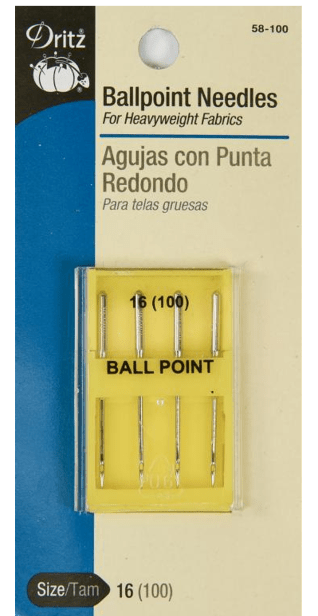 58-100
Dritz®
Ballpoint Needles
For Heavyweight Fabrics
Agujas con Punta
Redondo
Para telas gruesas
16 (100)
BALL POINT
Size/Tam 16 (100)